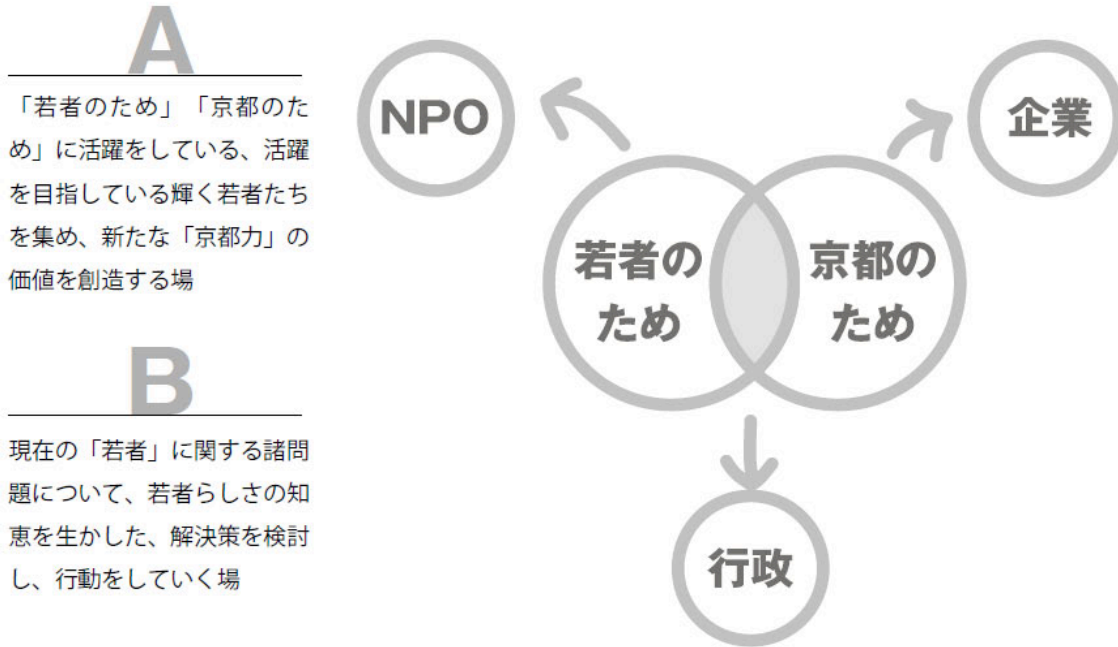 A
「若者のため」「京都のた
め」に活躍をしている、活躍
を目指している輝く若者たち
を集め、新たな「京都力」の
価値を創造する場
B
現在の「若者」に関する諸問
題について、若者らしさの知
恵を生かした、解決策を検討
し、行動をしていく場
NPO
企業
若者の
ため
京都の
ため
行政